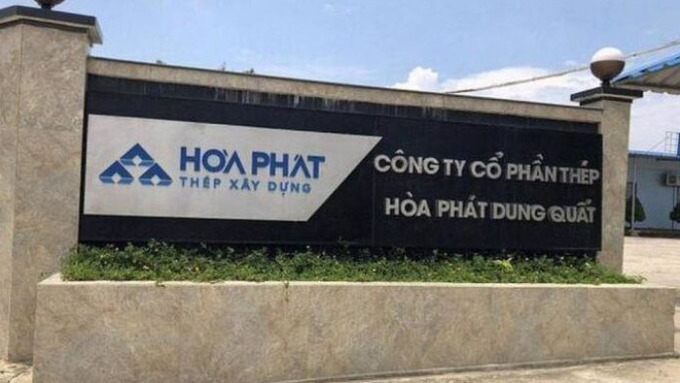 HÒA PHÁT
THÉP XÂY DỰNG
CÔNG TY CỔ PHẦN THÉP
HÒA PHÁT DUNG QUẤT